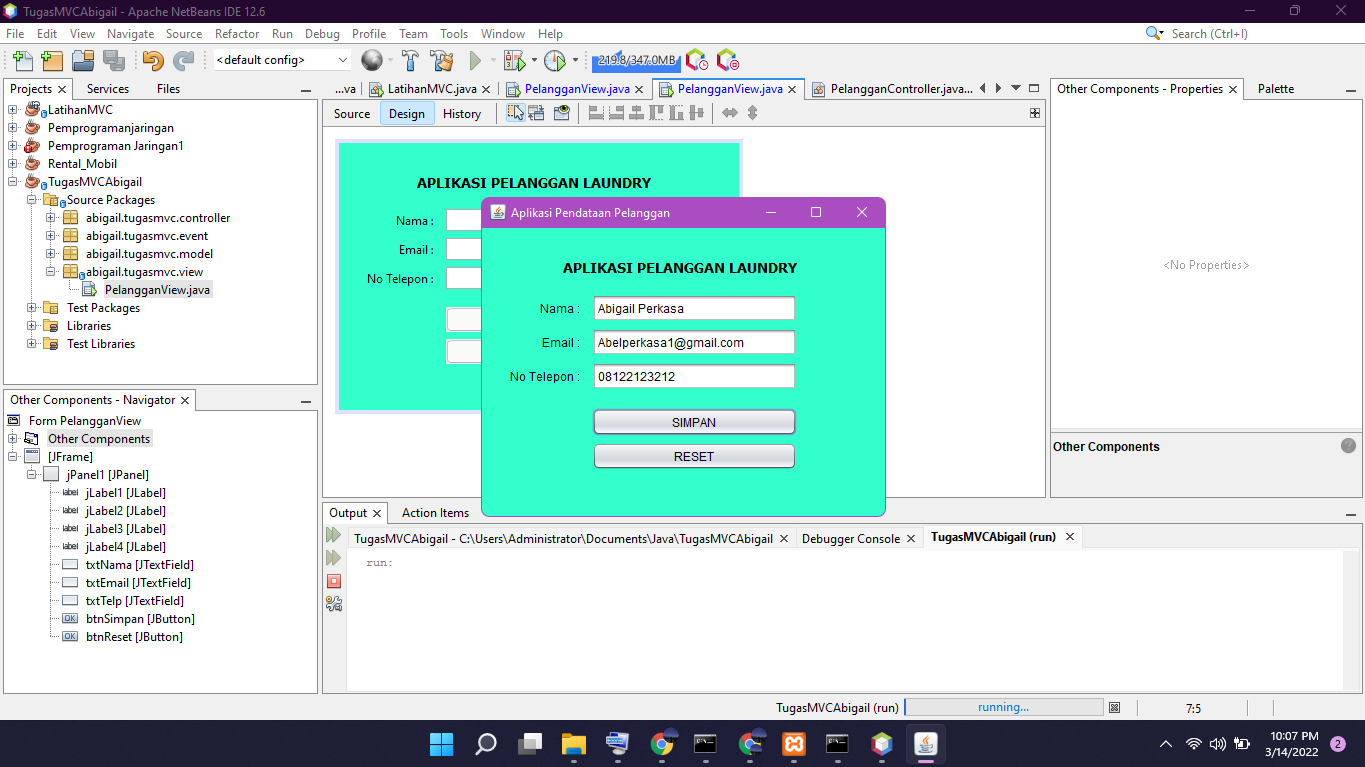 TugasMVCAbigail - Apache NetBeans IDE 12.6
File Edit View Navigate Source Refactor Run Debug Profile Team Tools Window Help Search (Ctrl+I)
<default config> 219.8/347.0MB
Projects Services Files
LatihanMVC
Pemprogramanjaringan
Pemprograman Jaringan1
Rental_Mobil
TugasMVCAbigail
Source Packages
abigail.tugasmvc.controller
abigail.tugasmvc.event
abigail.tugasmvc.model
abigail.tugasmvc.view
PelangganView.java
Test Packages
Libraries
Test Libraries
Other Components - Navigator
Form PelangganView
Other Components
[JFrame]
jPanel1 [JPanel]
label jLabel1 [JLabel]
label jLabel2 [JLabel]
label jLabel3 [JLabel]
label jLabel4 [JLabel]
txtNama [JTextField]
txtEmail [JTextField]
txtTelp [JTextField]
OK btnSimpan [JButton]
OK btnReset [JButton]
...va LatihanMVC.java PelangganView.java PelangganView.java PelangganController.java...
Source Design History
APLIKASI PELANGGAN LAUNDRY
Nama :
Email :
No Telepon :
Aplikasi Pendataan Pelanggan
APLIKASI PELANGGAN LAUNDRY
Nama : Abigail Perkasa
Email : Abelperkasa1@gmail.com
No Telepon : 08122123212
SIMPAN
RESET
Other Components - Properties Palette
<No Properties>
Other Components
Output Action Items
TugasMVCAbigail - C:\Users\Administrator\Documents\Java\TugasMVCAbigail Debugger Console TugasMVCAbigail (run)
run:
TugasMVCAbigail (run) running... 7:5
10:07 PM
3/14/2022
2